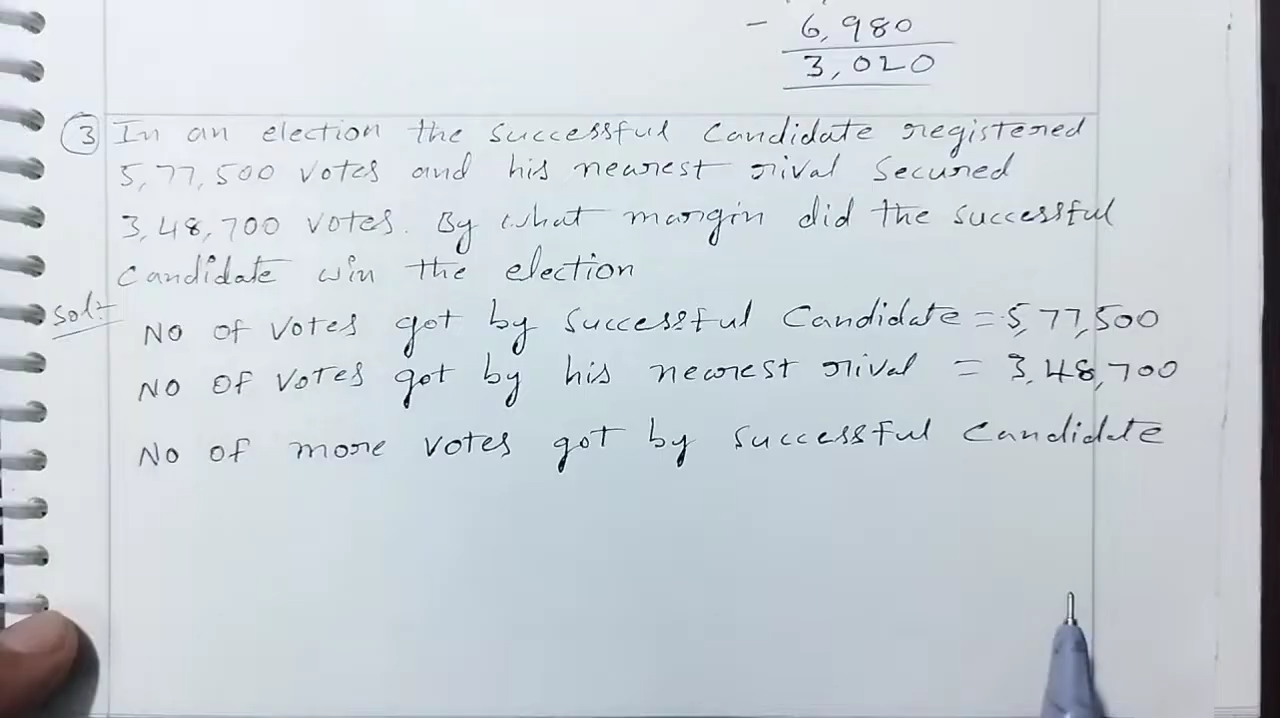 - 6,980
3,020
3 In an election the successful candidate registered
5,77,500 votes and his nearest rival secured
3,48,700 votes. By what margin did the successful
candidate win the election
Sol:-
No of votes got by successful candidate = 5,77,500
No of votes got by his nearest rival = 3,48,700
No of more votes got by successful candidate